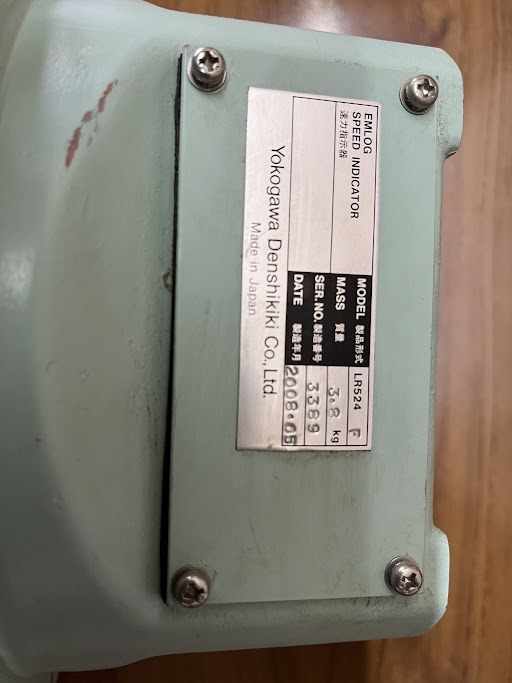 EMLOG
SPEED INDICATOR
速力指示器
MODEL 製品形式 LR524 F
MASS 質量 3.8 kg
SER.NO. 製造番号 3389
DATE 製造年月 2008.05
Yokogawa Denshikiki Co., Ltd.
Made in Japan